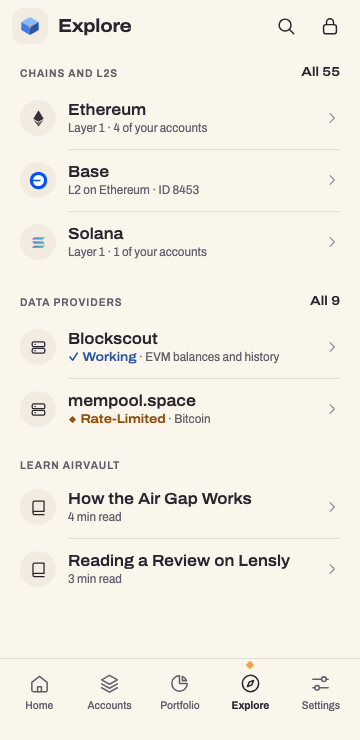 Explore
CHAINS AND L2S
All 55
Ethereum
Layer 1 · 4 of your accounts
Base
L2 on Ethereum · ID 8453
Solana
Layer 1 · 1 of your accounts
DATA PROVIDERS
All 9
Blockscout
Working · EVM balances and history
mempool.space
Rate-Limited · Bitcoin
LEARN AIRVAULT
How the Air Gap Works
4 min read
Reading a Review on Lensly
3 min read
Home
Accounts
Portfolio
Explore
Settings